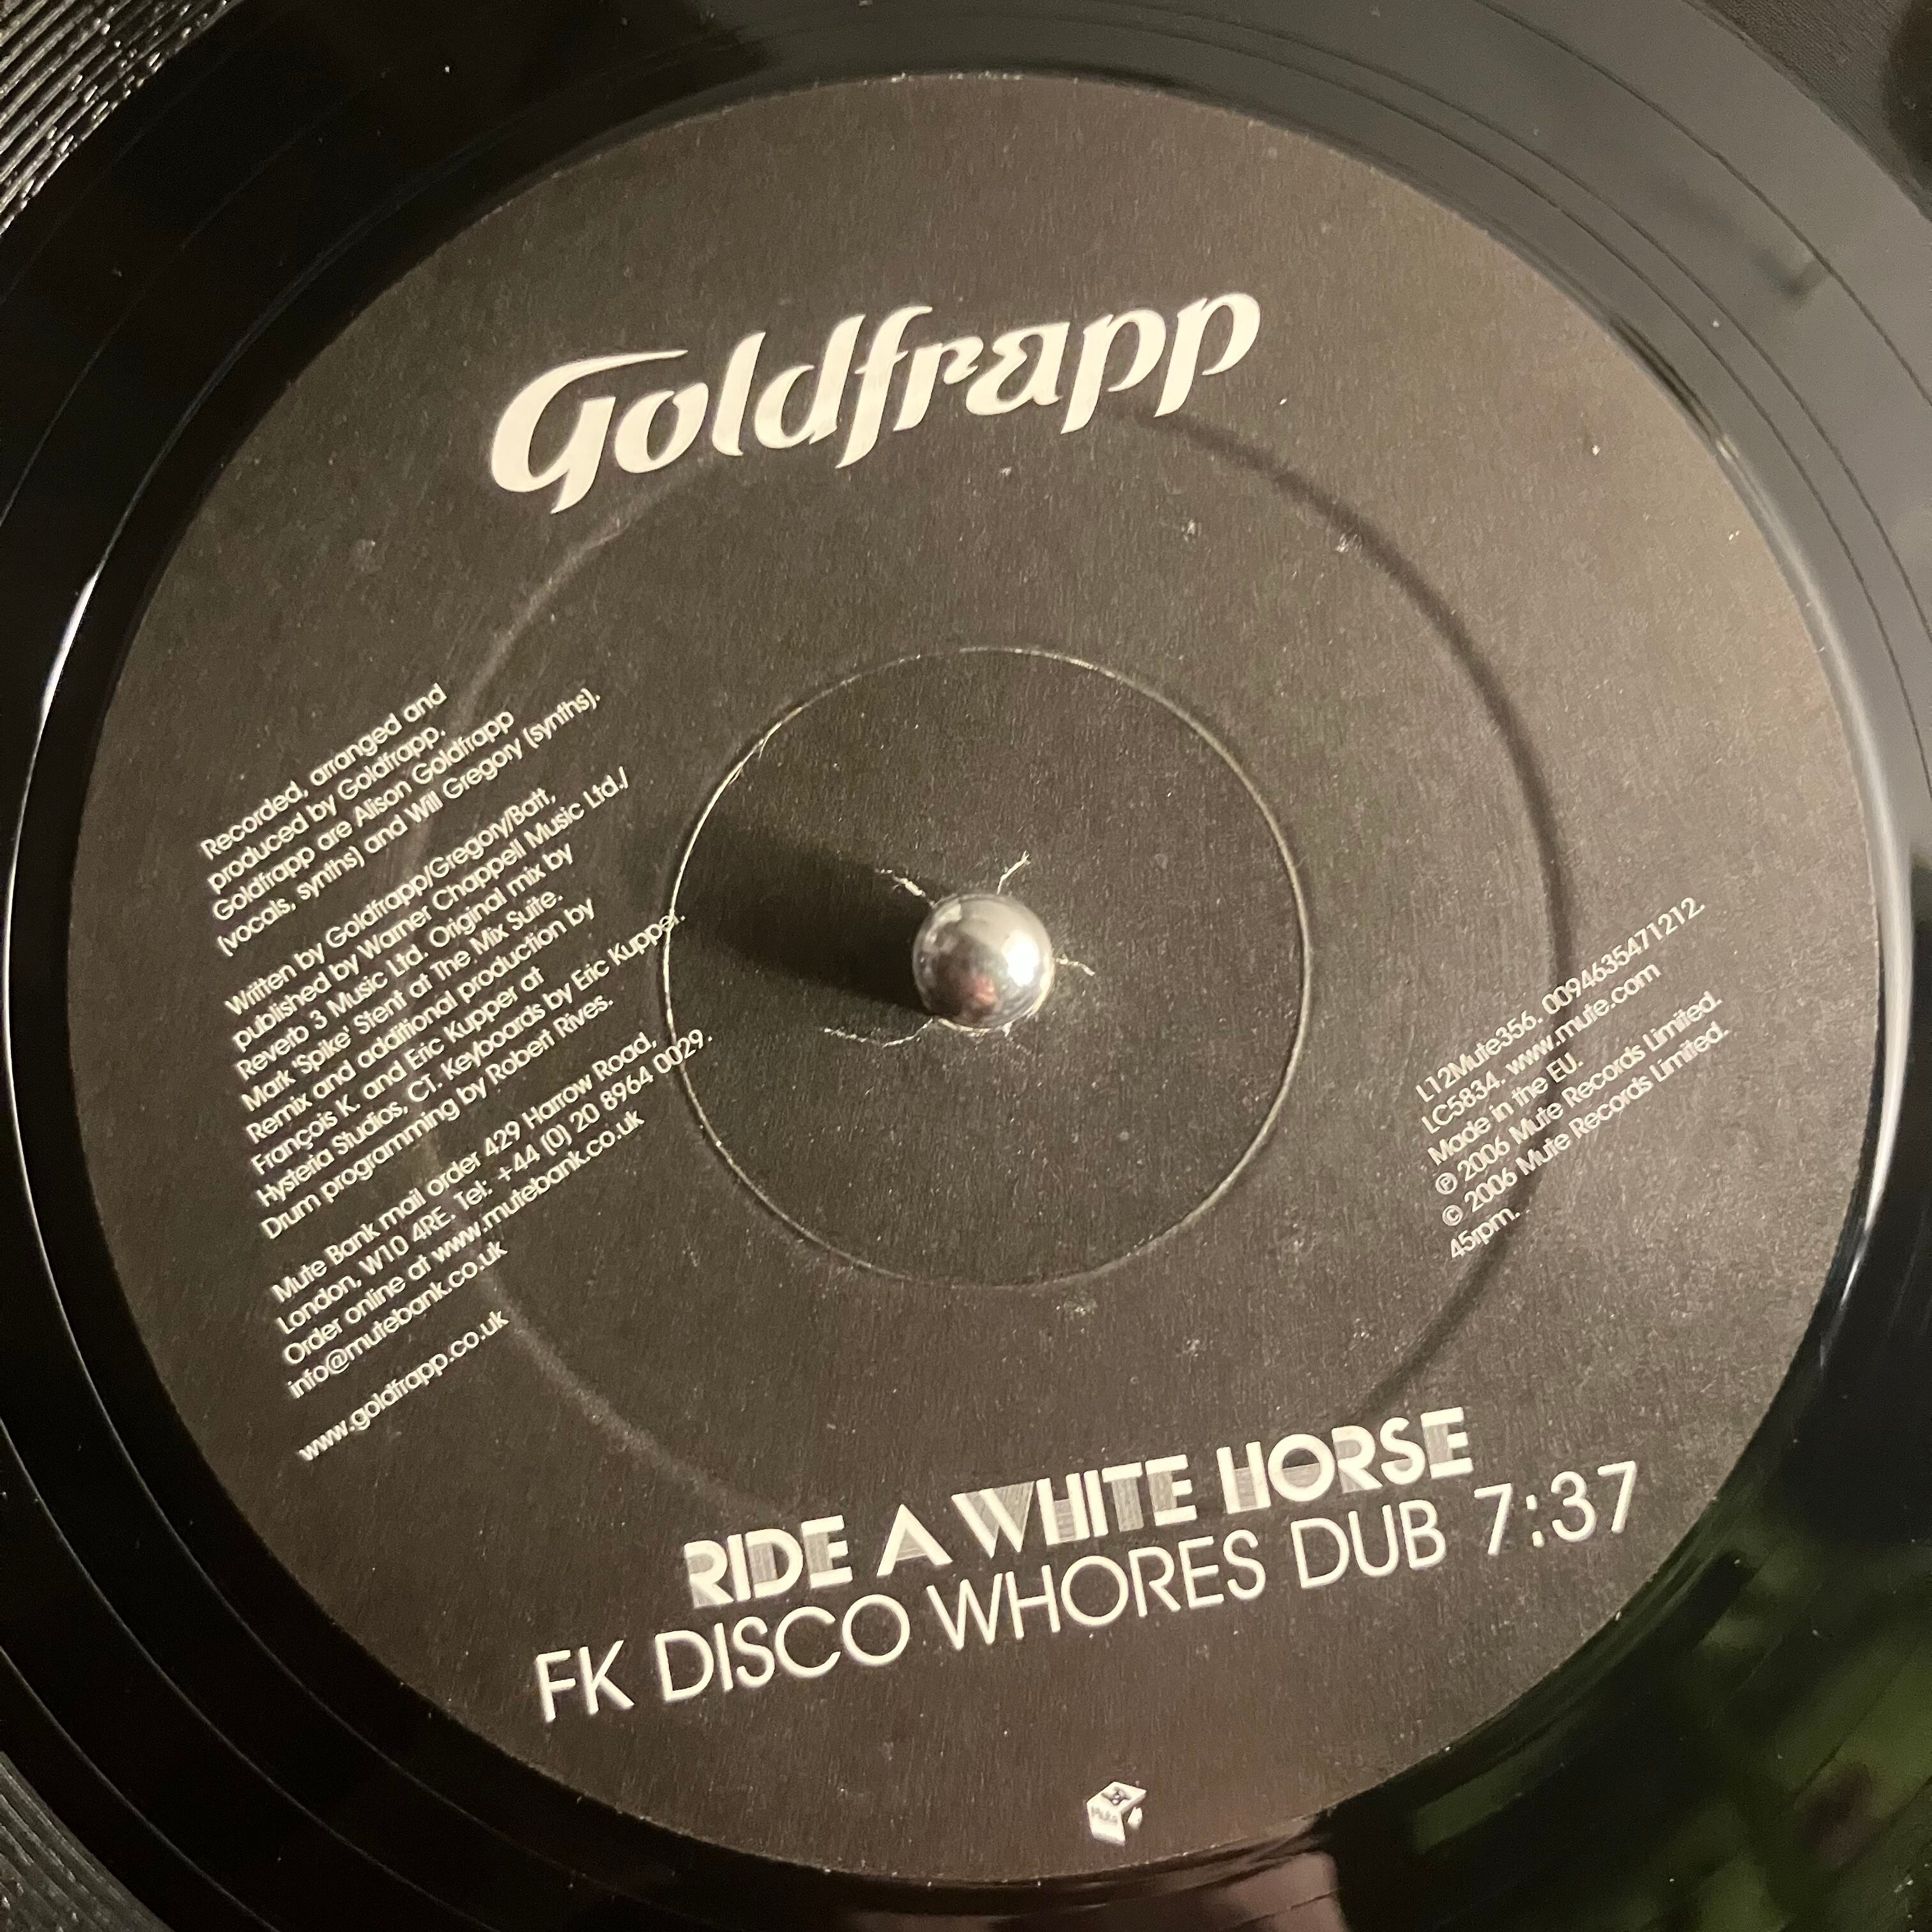 Goldfrapp
Recorded, arranged and
produced by Goldfrapp.
Goldfrapp are Alison Goldfrapp
(vocals, synths) and Will Gregory (synths).
Written by Goldfrapp/Gregory/Batt,
published by Warner Chappell Music Ltd./
Reverb 3 Music Ltd. Original mix by
Mark 'Spike' Stent at The Mix Suite.
Remix and additional production by
François K. and Eric Kupper at
Hysteria Studios, CT. Keyboards by Eric Kupper.
Drum programming by Robert Rives.
Mute Bank mail order 429 Harrow Road,
London, W10 4RE. Tel: +44 (0) 20 8964 0029.
Order online at www.mutebank.co.uk
info@mutebank.co.uk
www.goldfrapp.co.uk
L12Mute356. 0094635471212.
LC5834. www.mute.com
Made in the EU.
℗ 2006 Mute Records Limited.
© 2006 Mute Records Limited.
45rpm.
RIDE A WHITE HORSE
FK DISCO WHORES DUB 7:37
Mute